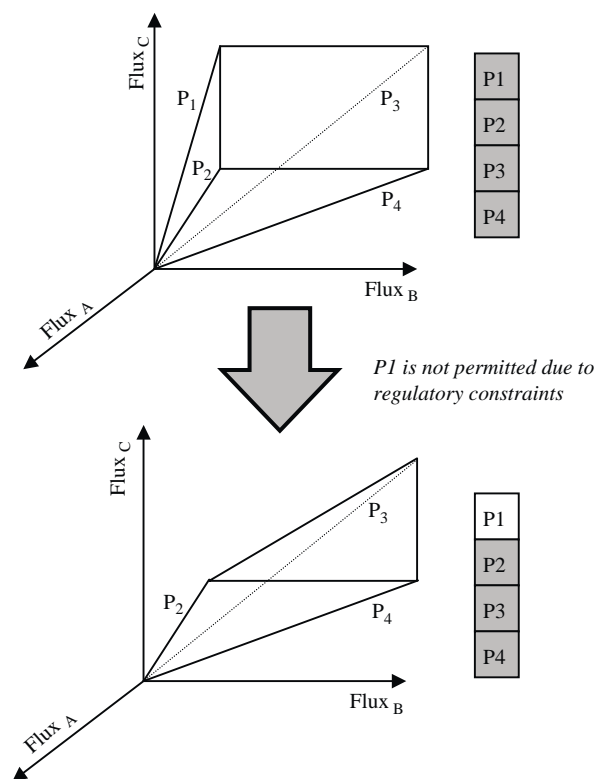 Flux C
P1
P2
P3
P4
Flux B
Flux A
P1
P2
P3
P4
P1 is not permitted due to
regulatory constraints
Flux C
P2
P3
P4
Flux B
Flux A
P1
P2
P3
P4